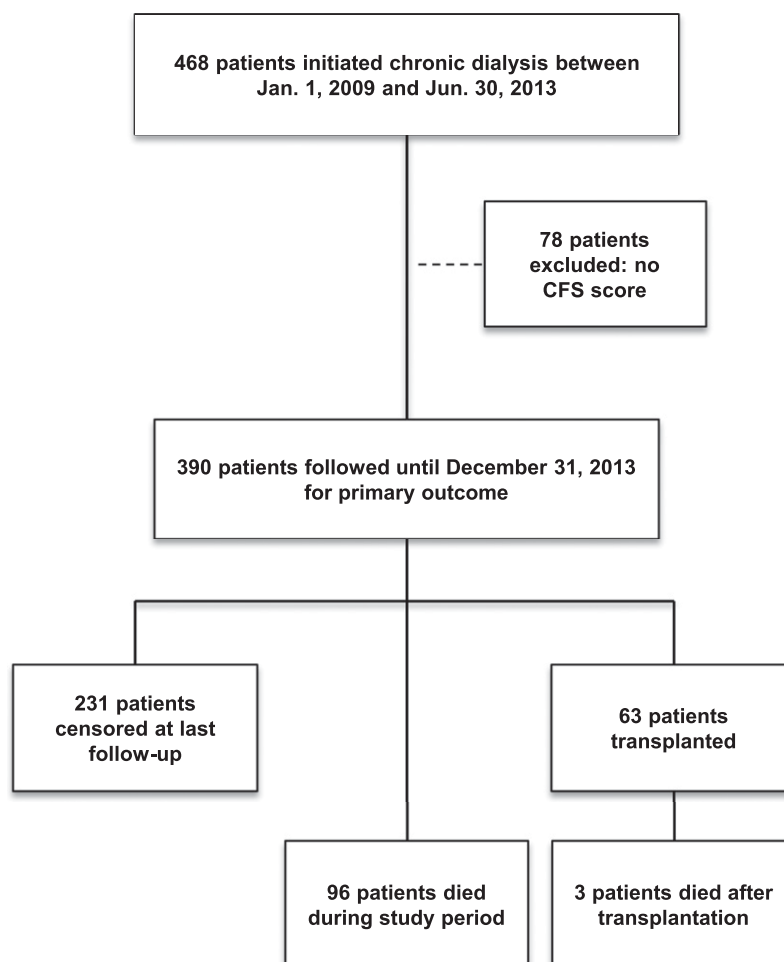 468 patients initiated chronic dialysis between
Jan. 1, 2009 and Jun. 30, 2013
78 patients
excluded: no
CFS score
390 patients followed until December 31, 2013
for primary outcome
231 patients
censored at last
follow-up
63 patients
transplanted
96 patients died
during study period
3 patients died after
transplantation